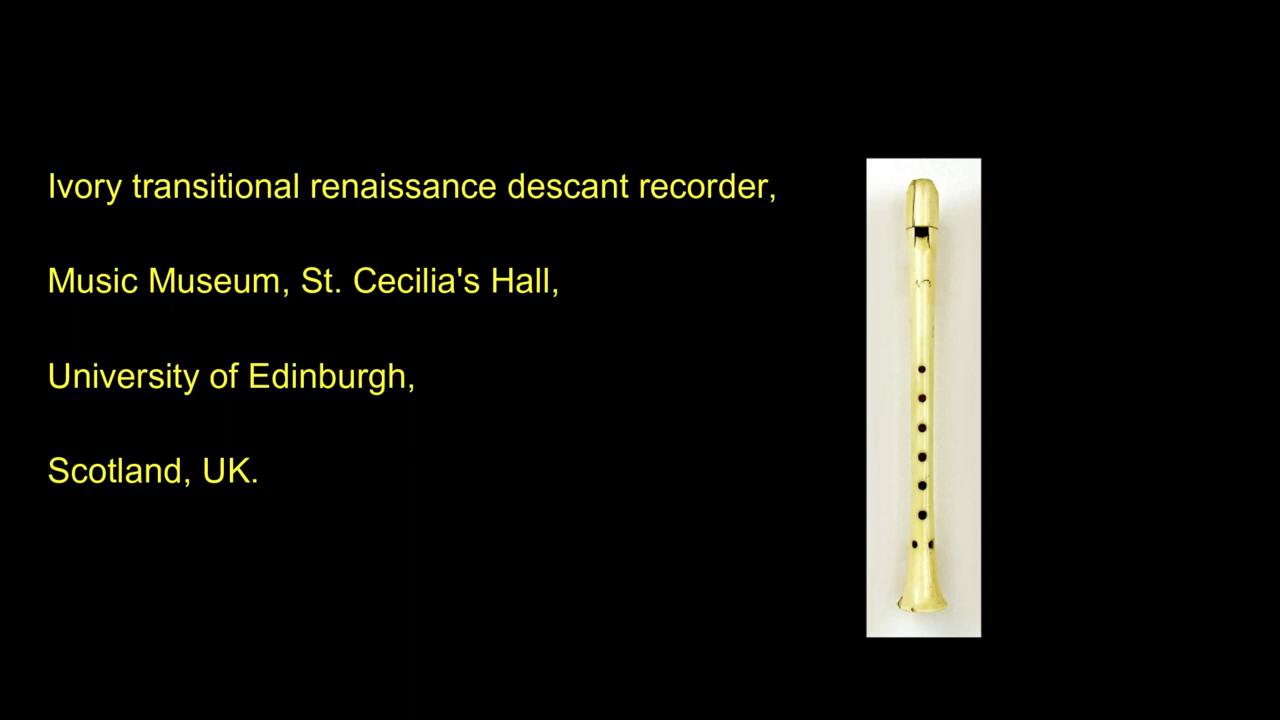 Ivory transitional renaissance descant recorder,
Music Museum, St. Cecilia's Hall,
University of Edinburgh,
Scotland, UK.